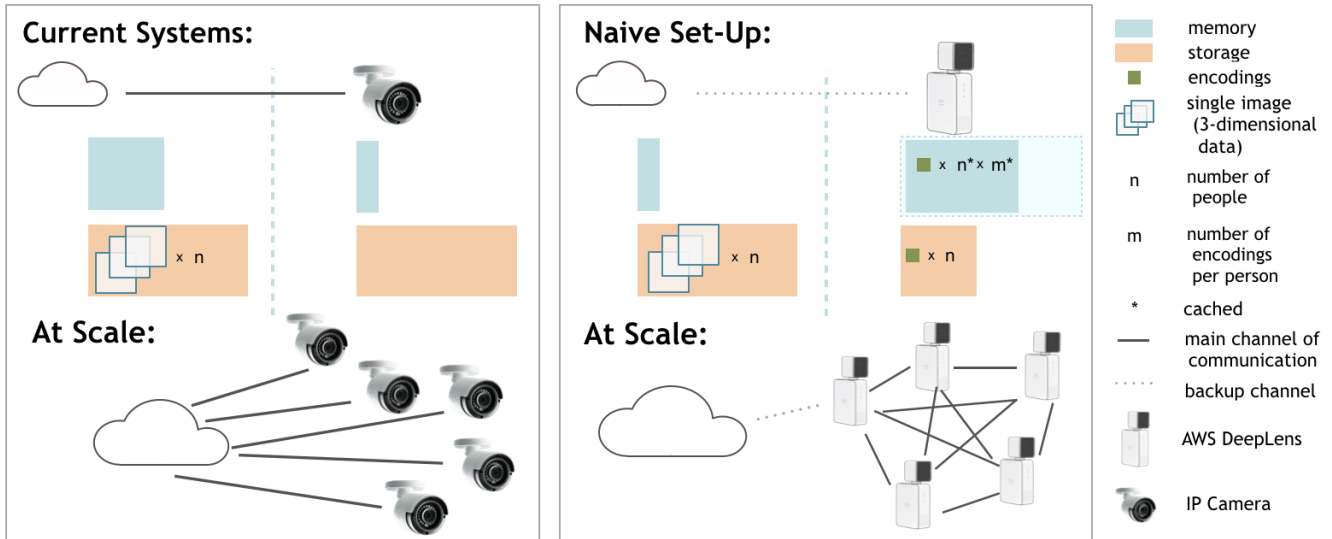 Current Systems:
x n
At Scale:
Naive Set-Up:
x n* x m*
x n
x n
At Scale:
memory
storage
encodings
single image
(3-dimensional
data)
n
number of
people
m
number of
encodings
per person
*
cached
main channel of
communication
backup channel
AWS DeepLens
IP Camera